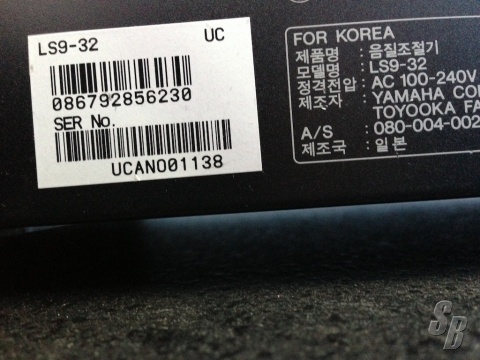 LS9-32 UC
086792856230
SER No.
UCAN001138
FOR KOREA
제품명 : 음질조절기
모델명 : LS9-32
정격전압 : AC 100-240V
제조자 : YAMAHA COR
TOYOOKA FA
A/S : 080-004-002
제조국 : 일본
SB